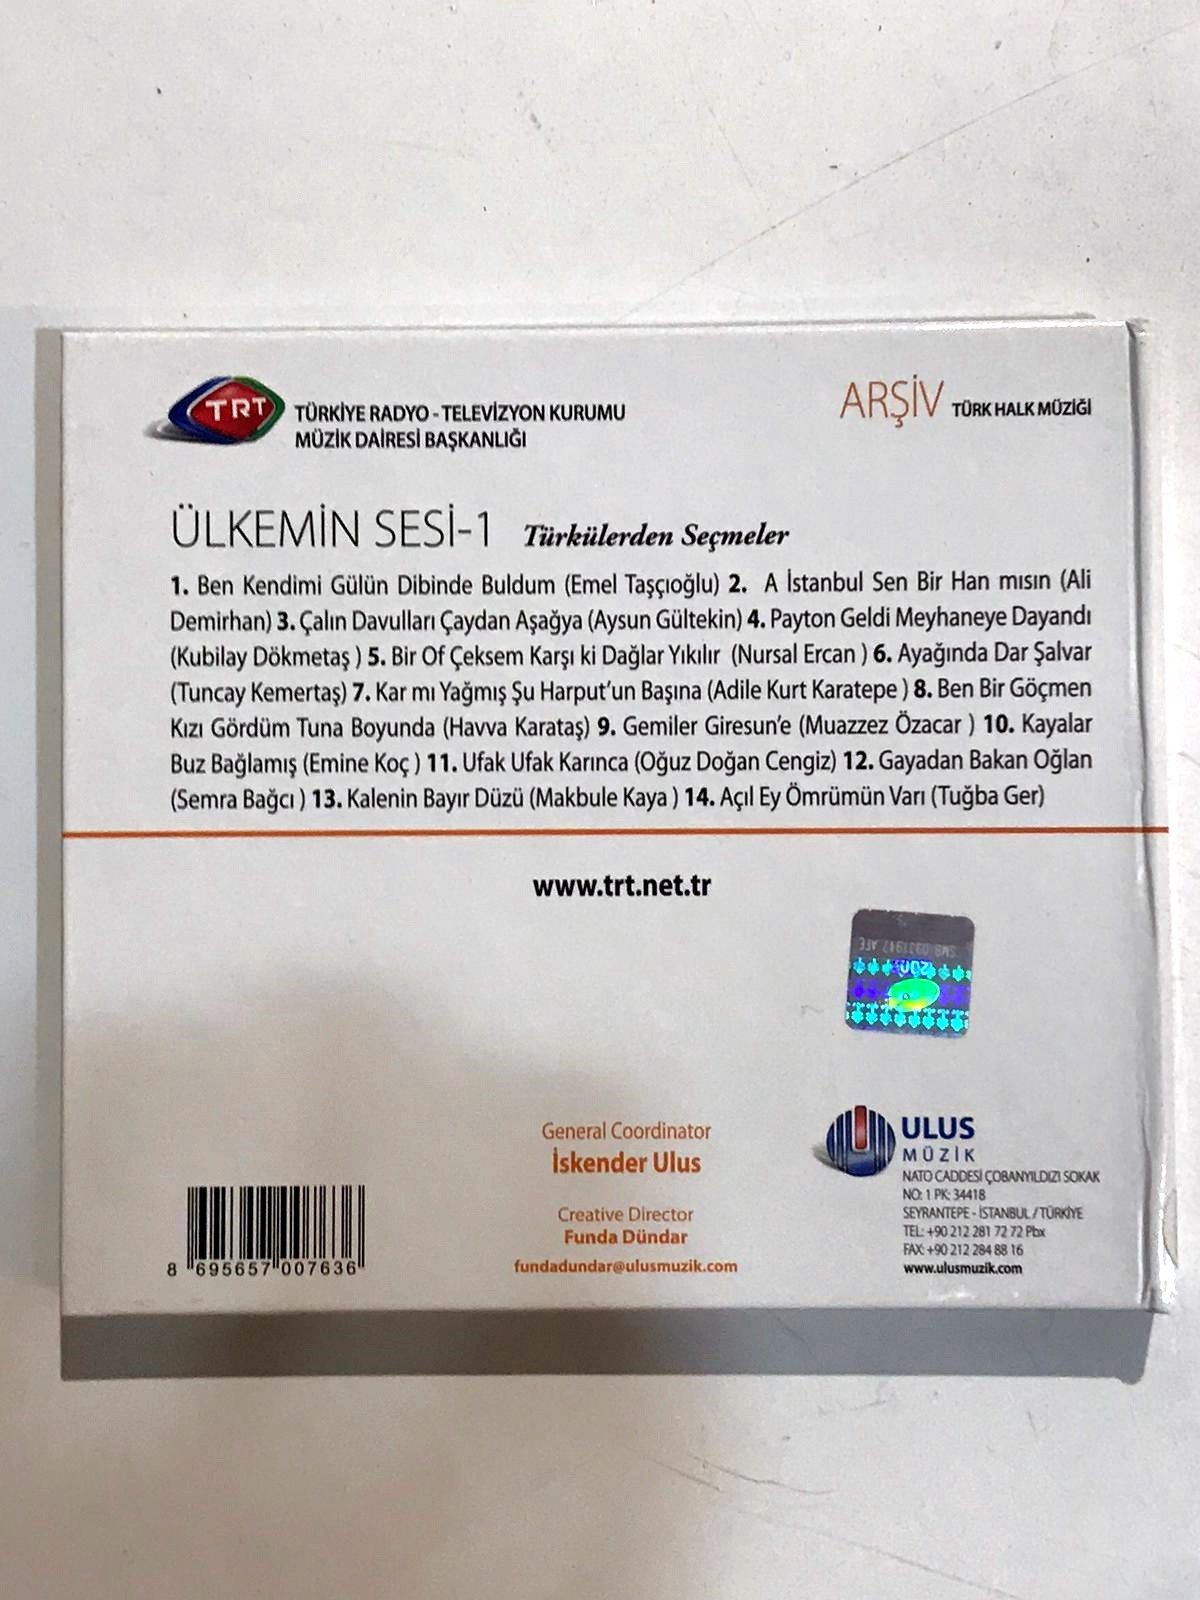 TRT
TÜRKİYE RADYO - TELEVİZYON KURUMU
MÜZİK DAİRESİ BAŞKANLIĞI
ARŞİV TÜRK HALK MÜZİĞİ
ÜLKEMİN SESİ-1 Türkülerden Seçmeler
1. Ben Kendimi Gülün Dibinde Buldum (Emel Taşçıoğlu) 2. A İstanbul Sen Bir Han mısın (Ali
Demirhan) 3. Çalın Davulları Çaydan Aşağya (Aysun Gültekin) 4. Payton Geldi Meyhaneye Dayandı
(Kubilay Dökmetaş ) 5. Bir Of Çeksem Karşı ki Dağlar Yıkılır (Nursal Ercan ) 6. Ayağında Dar Şalvar
(Tuncay Kemertaş) 7. Kar mı Yağmış Şu Harput'un Başına (Adile Kurt Karatepe ) 8. Ben Bir Göçmen
Kızı Gördüm Tuna Boyunda (Havva Karataş) 9. Gemiler Giresun'e (Muazzez Özacar ) 10. Kayalar
Buz Bağlamış (Emine Koç ) 11. Ufak Ufak Karınca (Oğuz Doğan Cengiz) 12. Gayadan Bakan Oğlan
(Semra Bağcı ) 13. Kalenin Bayır Düzü (Makbule Kaya ) 14. Açıl Ey Ömrümün Varı (Tuğba Ger)
www.trt.net.tr
General Coordinator
İskender Ulus
Creative Director
Funda Dündar
fundadundar@ulusmuzik.com
ULUS
MÜZİK
NATO CADDESİ ÇOBANYILDIZI SOKAK
NO: 1 PK: 34418
SEYRANTEPE - İSTANBUL / TÜRKİYE
TEL: +90 212 281 72 72 Pbx
FAX: +90 212 284 88 16
www.ulusmuzik.com
8 695657 007636